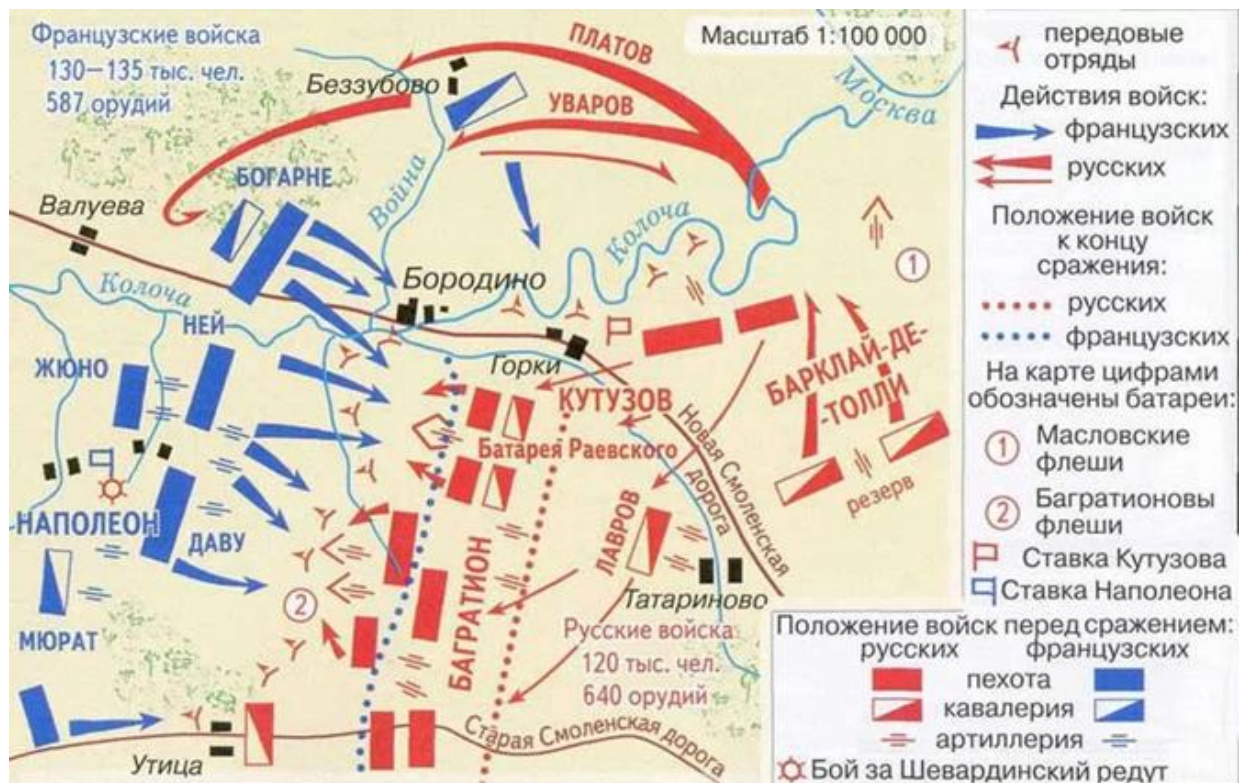 Французские войска
130–135 тыс. чел.
587 орудий
Беззубово
ПЛАТОВ
УВАРОВ
Масштаб 1:100 000
Москва
БОГАРНЕ
Война
Валуева
Колоча
Колоча
Бородино
НЕЙ
ЖЮНО
Горки
КУТУЗОВ
Батарея Раевского
БАРКЛАЙ-ДЕ-
-ТОЛЛИ
1
резерв
Новая Смоленская
дорога
НАПОЛЕОН
ДАВУ
МЮРАТ
2
БАГРАТИОН
ЛАВРОВ
Татариново
Русские войска
120 тыс. чел.
640 орудий
Старая Смоленская дорога
Утица
передовые
отряды
Действия войск:
французских
русских
Положение войск
к концу
сражения:
русских
французских
На карте цифрами
обозначены батареи:
1 Масловские
флеши
2 Багратионовы
флеши
Ставка Кутузова
Ставка Наполеона
Положение войск перед сражением:
русских французских
пехота
кавалерия
артиллерия
Бой за Шевардинский редут